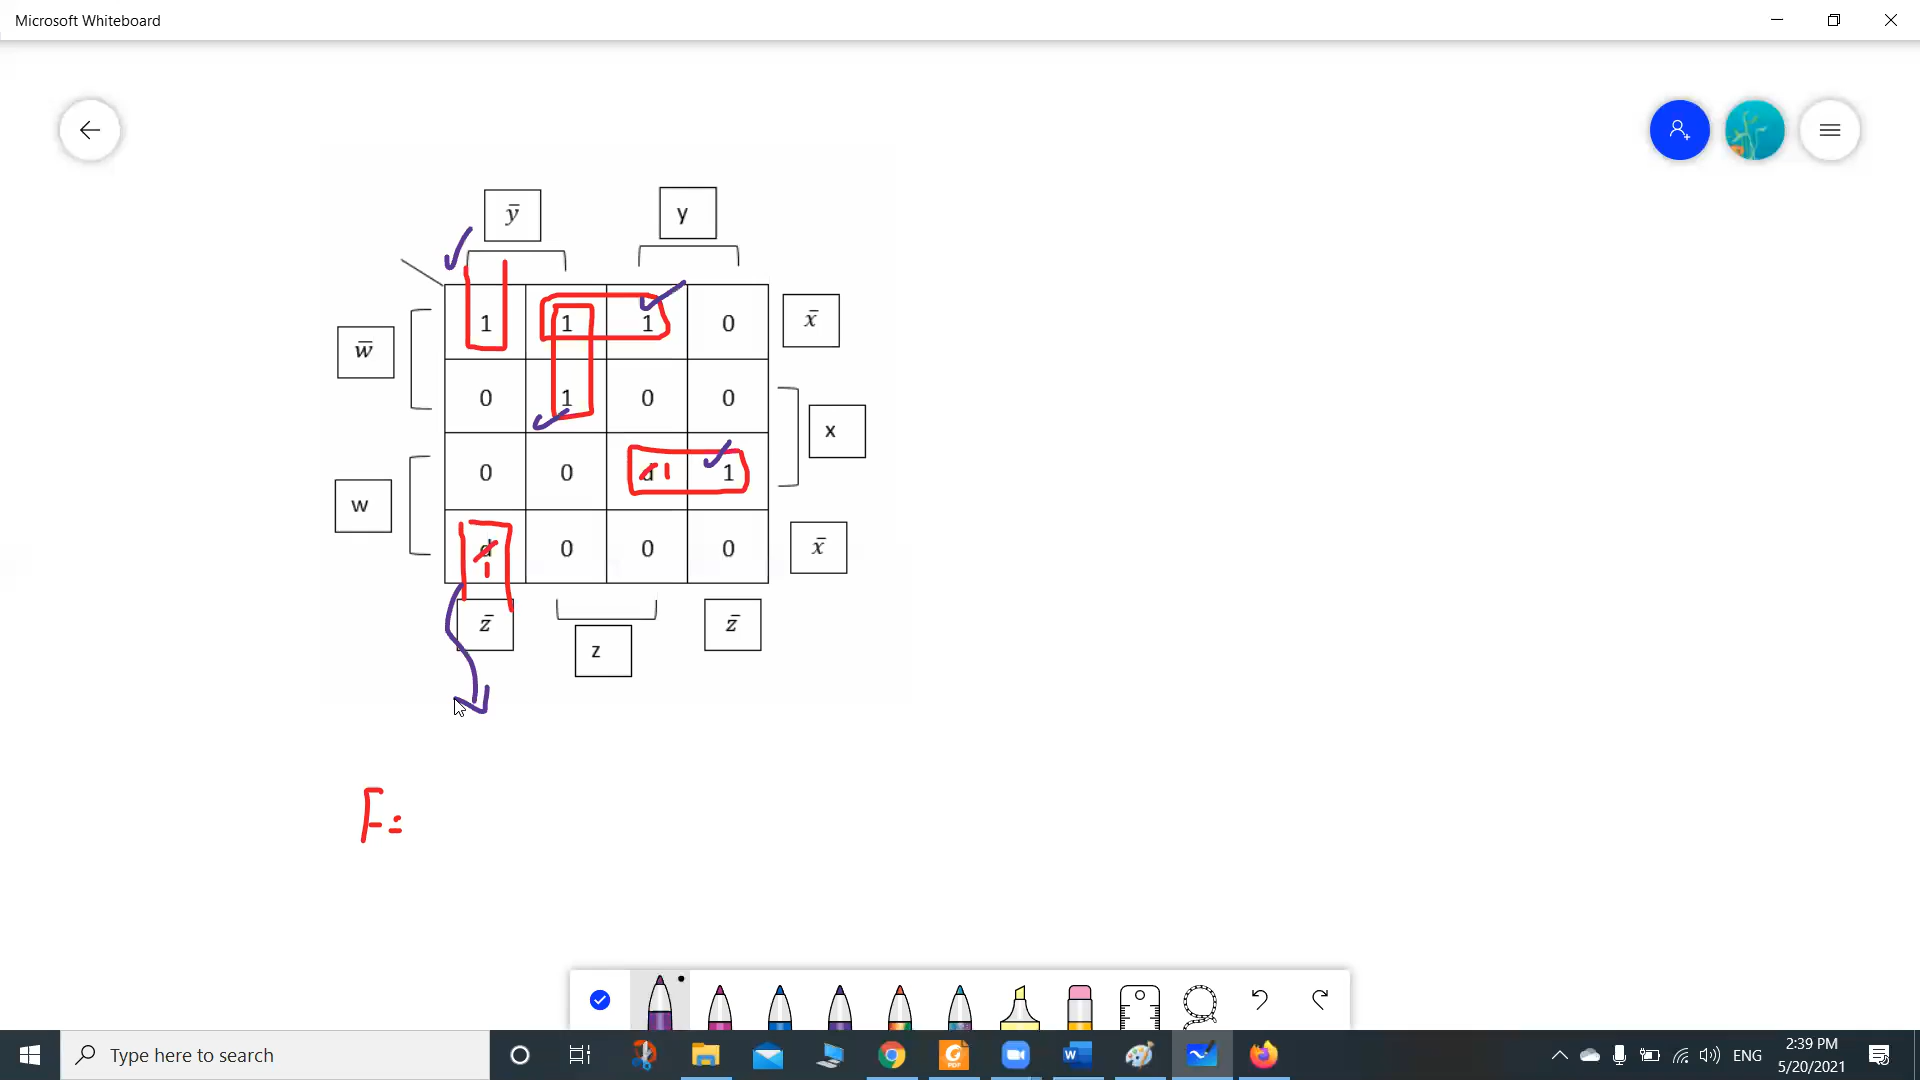 Microsoft Whiteboard
ȳ y
1 1 1 0 x̄
w̄
0 1 0 0
x
0 0 d 1 1
w
d 0 0 0 x̄
1
z̄ z̄
z
F=
W
PDF
Type here to search
ENG
2:39 PM
5/20/2021